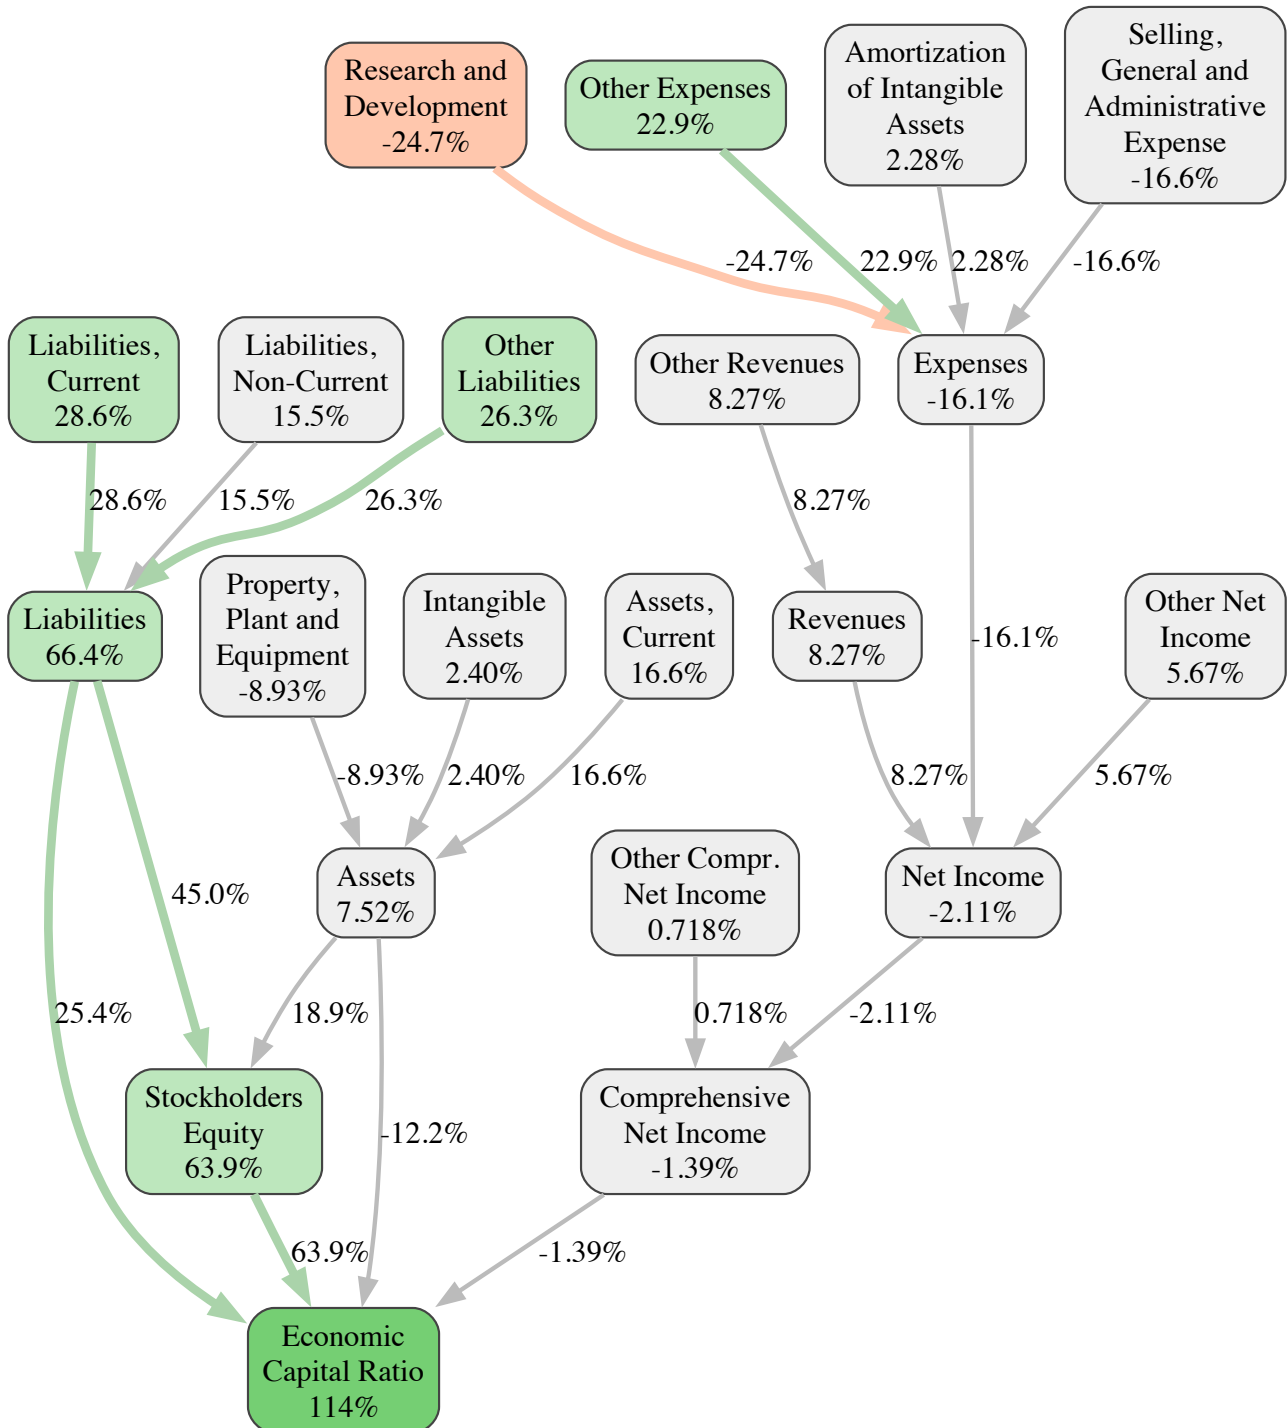 Research and
Development
-24.7%
Other Expenses
22.9%
Amortization
of Intangible
Assets
2.28%
Selling,
General and
Administrative
Expense
-16.6%
-24.7%
22.9%
2.28%
-16.6%
Liabilities,
Current
28.6%
Liabilities,
Non-Current
15.5%
Other
Liabilities
26.3%
Other Revenues
8.27%
Expenses
-16.1%
28.6%
15.5%
26.3%
8.27%
Liabilities
66.4%
Property,
Plant and
Equipment
-8.93%
Intangible
Assets
2.40%
Assets,
Current
16.6%
Revenues
8.27%
-16.1%
Other Net
Income
5.67%
-8.93%
2.40%
16.6%
8.27%
5.67%
45.0%
Assets
7.52%
Other Compr.
Net Income
0.718%
Net Income
-2.11%
25.4%
18.9%
0.718%
-2.11%
Stockholders
Equity
63.9%
-12.2%
Comprehensive
Net Income
-1.39%
63.9%
-1.39%
Economic
Capital Ratio
114%